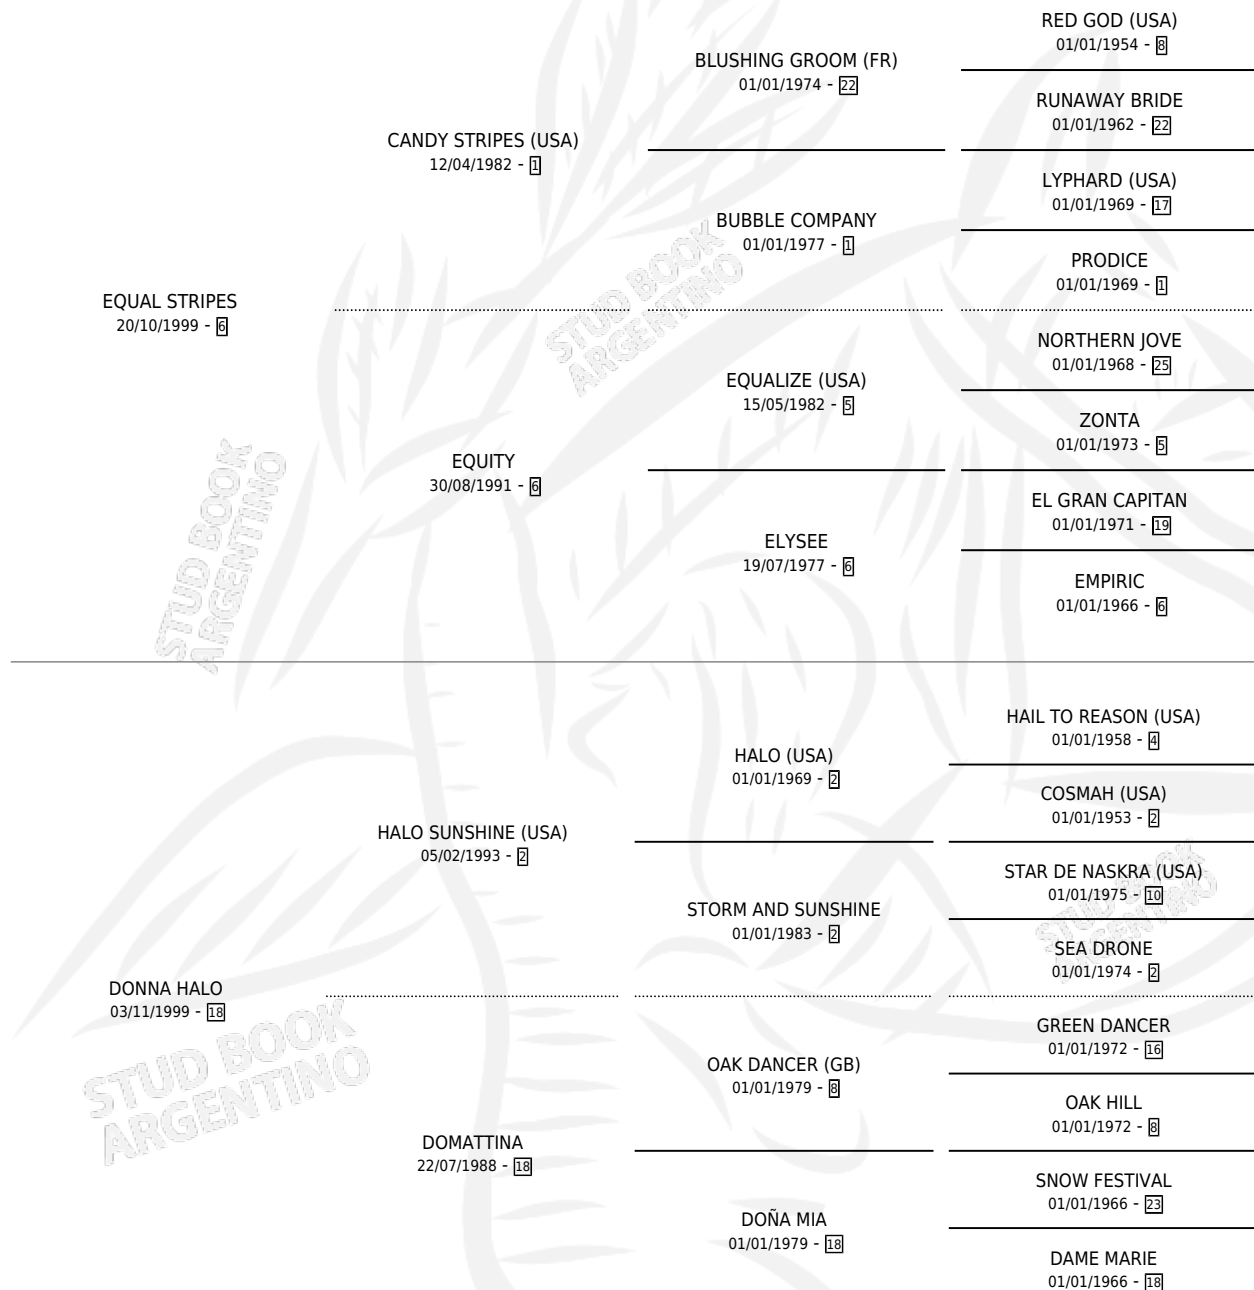 RED GOD (USA)
01/01/1954 - 8
BLUSHING GROOM (FR)
01/01/1974 - 22
RUNAWAY BRIDE
01/01/1962 - 22
CANDY STRIPES (USA)
12/04/1982 - 1
LYPHARD (USA)
01/01/1969 - 17
BUBBLE COMPANY
01/01/1977 - 1
PRODICE
01/01/1969 - 1
EQUAL STRIPES
20/10/1999 - 6
STUD BOOK
ARGENTINO
NORTHERN JOVE
01/01/1968 - 25
EQUALIZE (USA)
15/05/1982 - 5
ZONTA
01/01/1973 - 5
EQUITY
30/08/1991 - 6
EL GRAN CAPITAN
01/01/1971 - 19
ELYSEE
19/07/1977 - 6
EMPIRIC
01/01/1966 - 6
STUD BOOK
ARGENTINO
HAIL TO REASON (USA)
01/01/1958 - 4
HALO (USA)
01/01/1969 - 2
COSMAH (USA)
01/01/1953 - 2
HALO SUNSHINE (USA)
05/02/1993 - 2
STAR DE NASKRA (USA)
01/01/1975 - 10
STORM AND SUNSHINE
01/01/1983 - 2
STUD BOOK
ARGENTINO
SEA DRONE
01/01/1974 - 2
DONNA HALO
03/11/1999 - 18
STUD BOOK
ARGENTINO
GREEN DANCER
01/01/1972 - 16
OAK DANCER (GB)
01/01/1979 - 8
OAK HILL
01/01/1972 - 8
DOMATTINA
22/07/1988 - 18
SNOW FESTIVAL
01/01/1966 - 23
DOÑA MIA
01/01/1979 - 18
DAME MARIE
01/01/1966 - 18